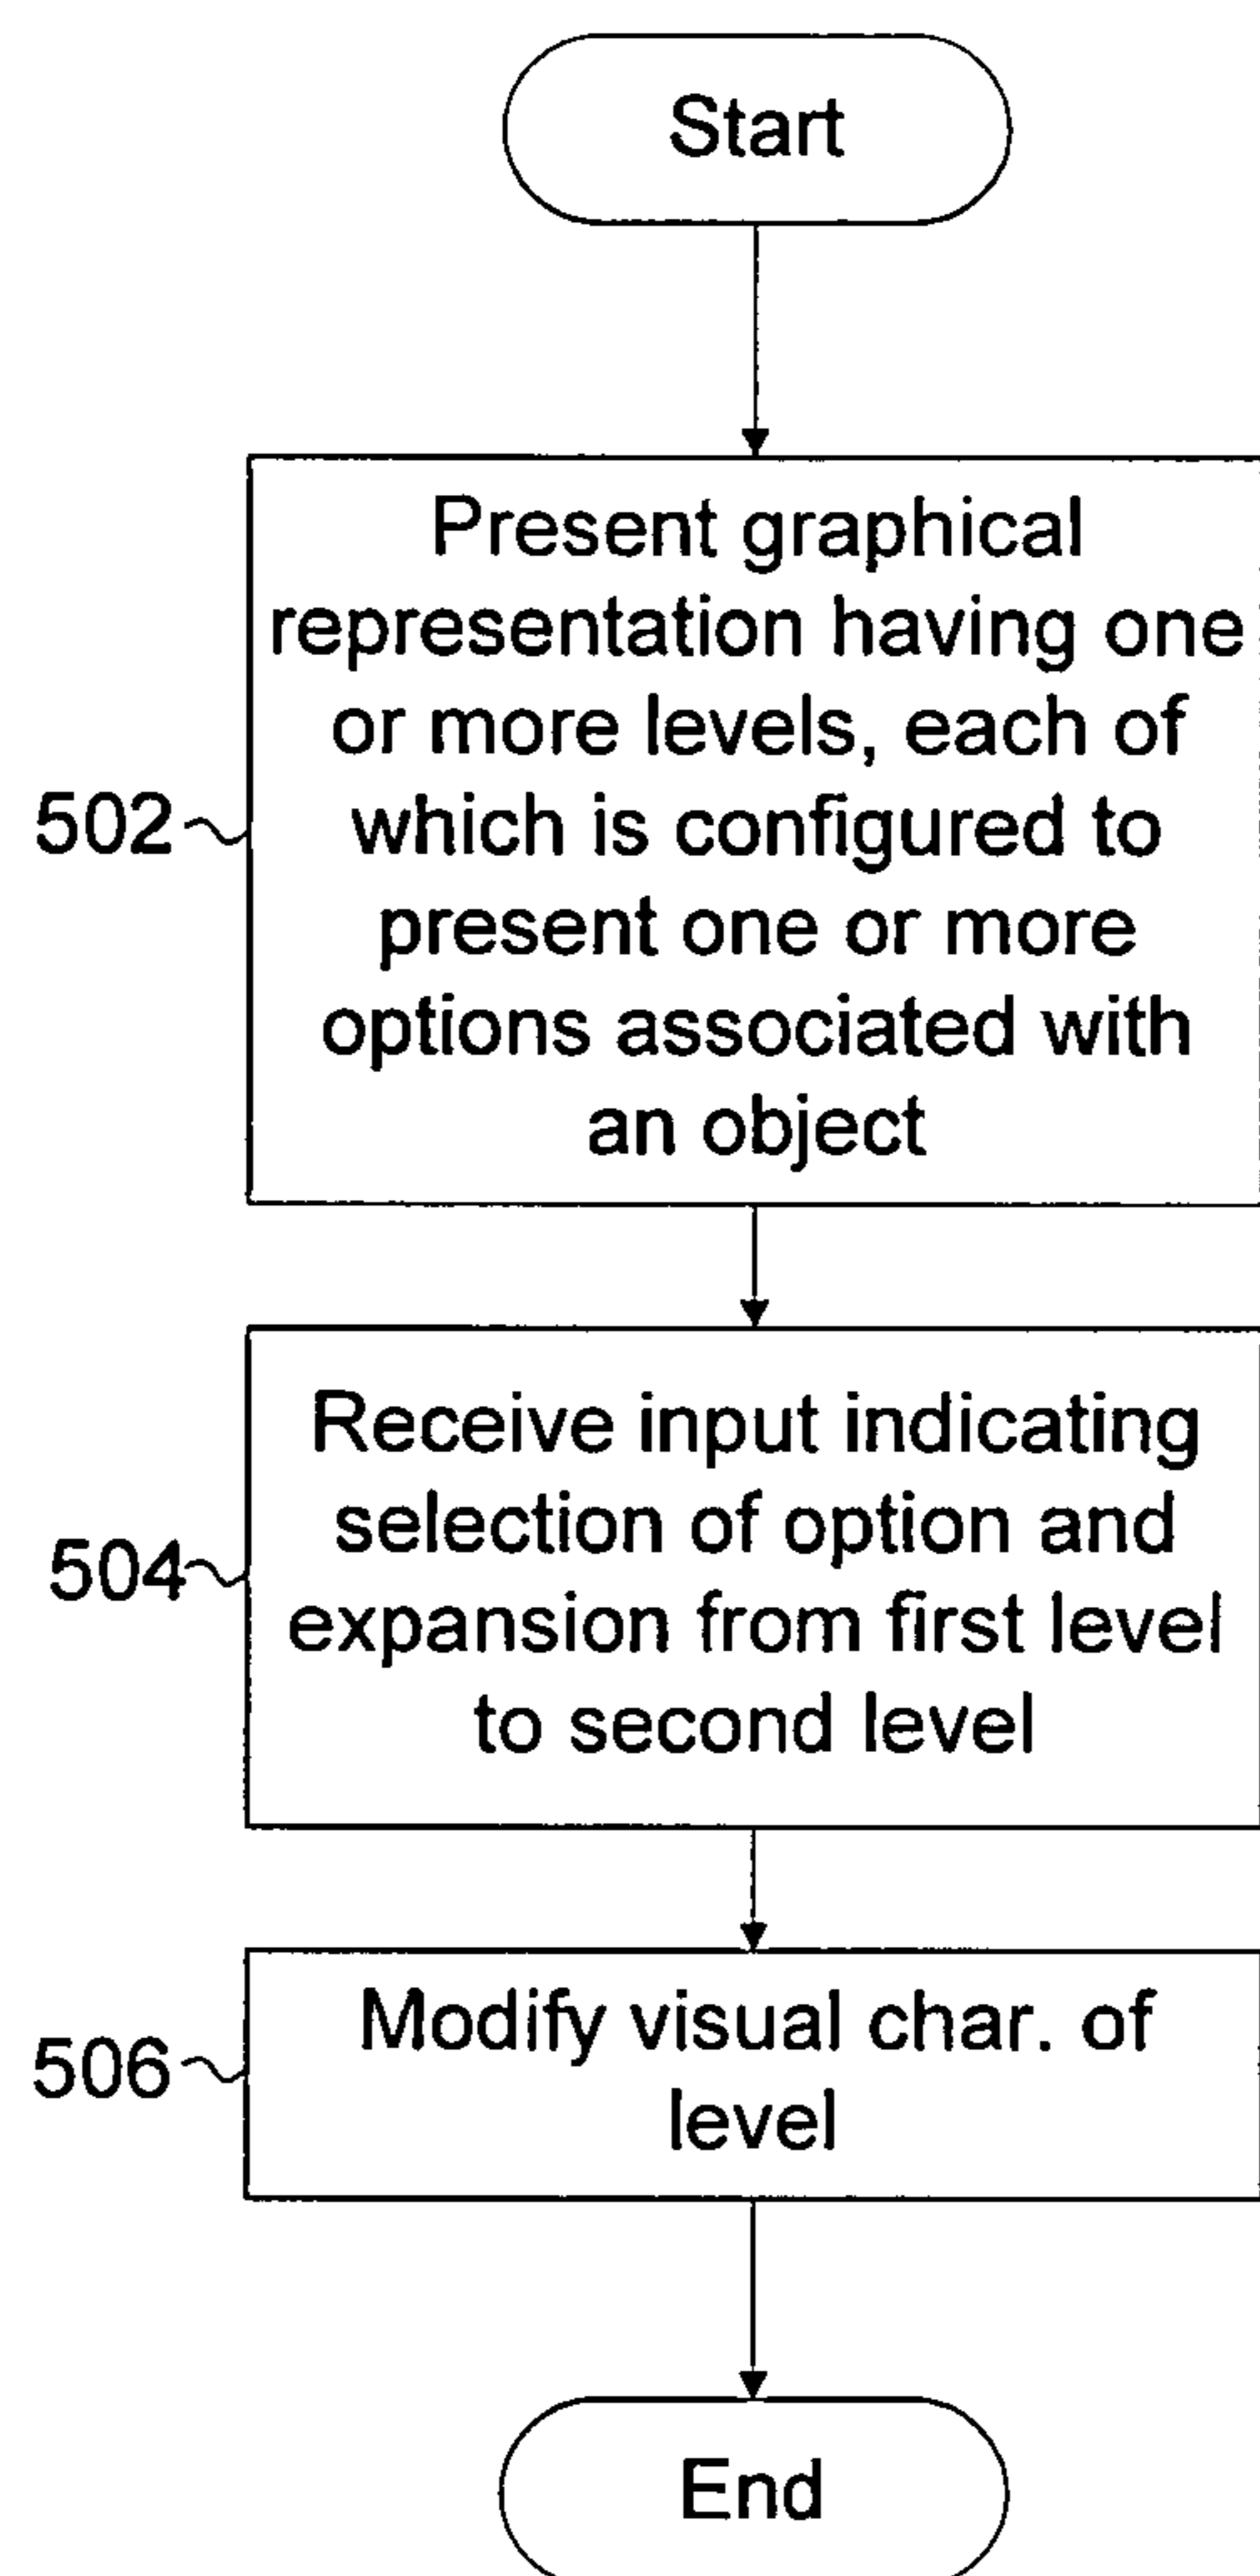 Start
Present graphical
representation having one
or more levels, each of
502
which is configured to
present one or more
options associated with
an object
Receive input indicating
selection of option and
504
expansion from first level
to second level
Modify visual char. of
506
level
End